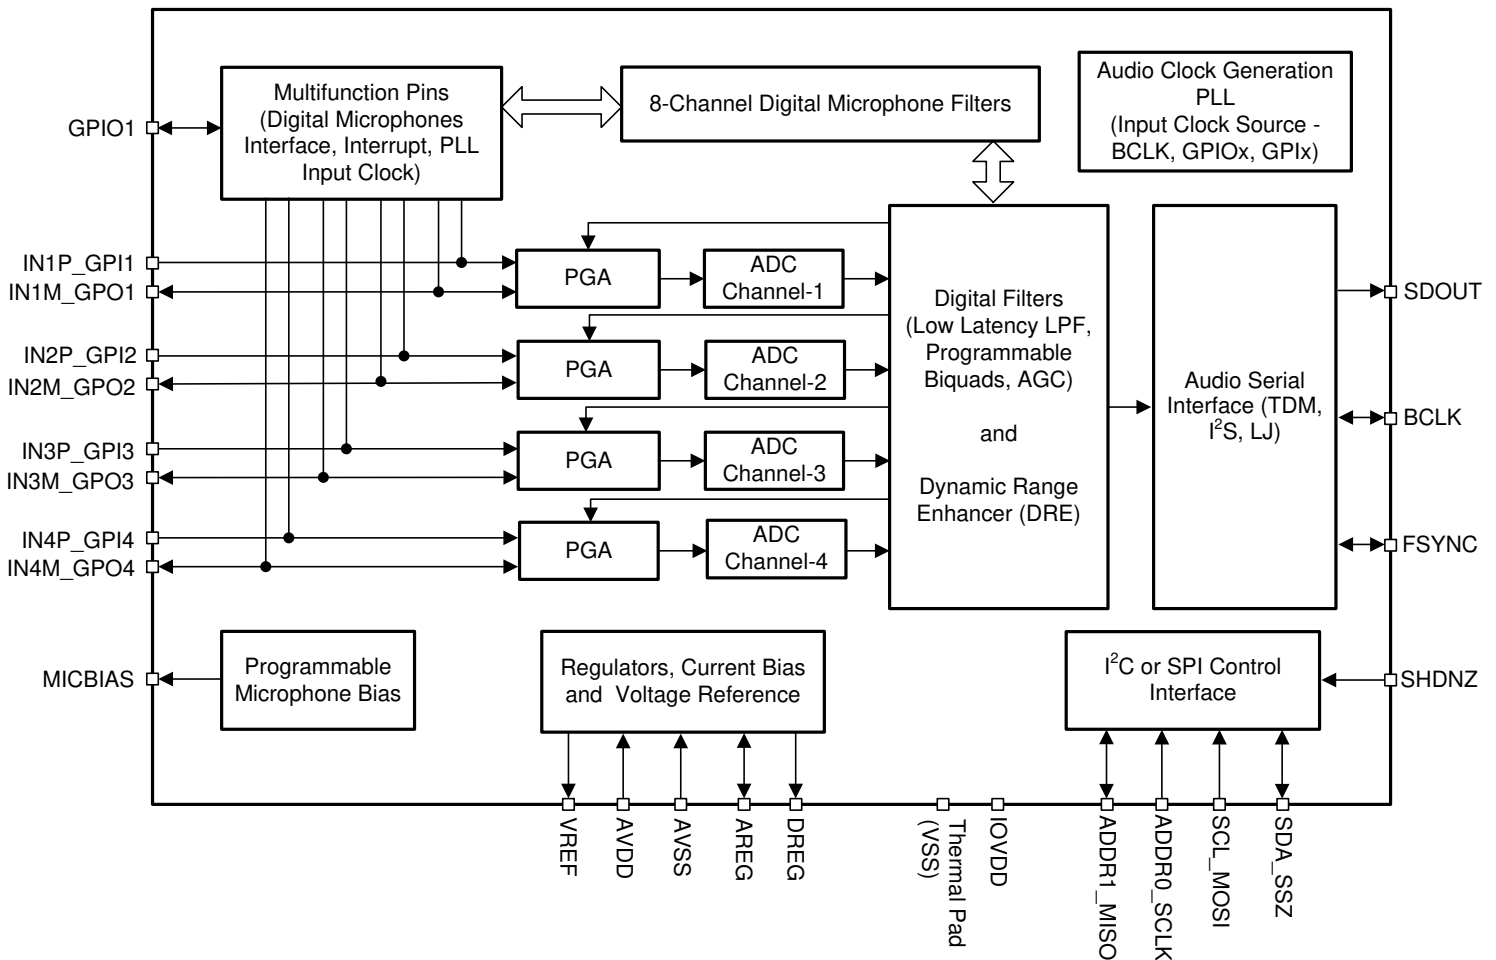 Multifunction Pins
(Digital Microphones
Interface, Interrupt, PLL
Input Clock)
8-Channel Digital Microphone Filters
Audio Clock Generation
PLL
(Input Clock Source -
BCLK, GPIOx, GPIx)
GPIO1
IN1P_GPI1
IN1M_GPO1
IN2P_GPI2
IN2M_GPO2
IN3P_GPI3
IN3M_GPO3
IN4P_GPI4
IN4M_GPO4
MICBIAS
PGA
ADC
Channel-1
PGA
ADC
Channel-2
PGA
ADC
Channel-3
PGA
ADC
Channel-4
Digital Filters
(Low Latency LPF,
Programmable
Biquads, AGC)
and
Dynamic Range
Enhancer (DRE)
Audio Serial
Interface (TDM,
I²S, LJ)
SDOUT
BCLK
FSYNC
SHDNZ
Programmable
Microphone Bias
Regulators, Current Bias
and Voltage Reference
I²C or SPI Control
Interface
VREF
AVDD
AVSS
AREG
DREG
Thermal Pad
(VSS)
IOVDD
ADDR1_MISO
ADDR0_SCLK
SCL_MOSI
SDA_SSZ